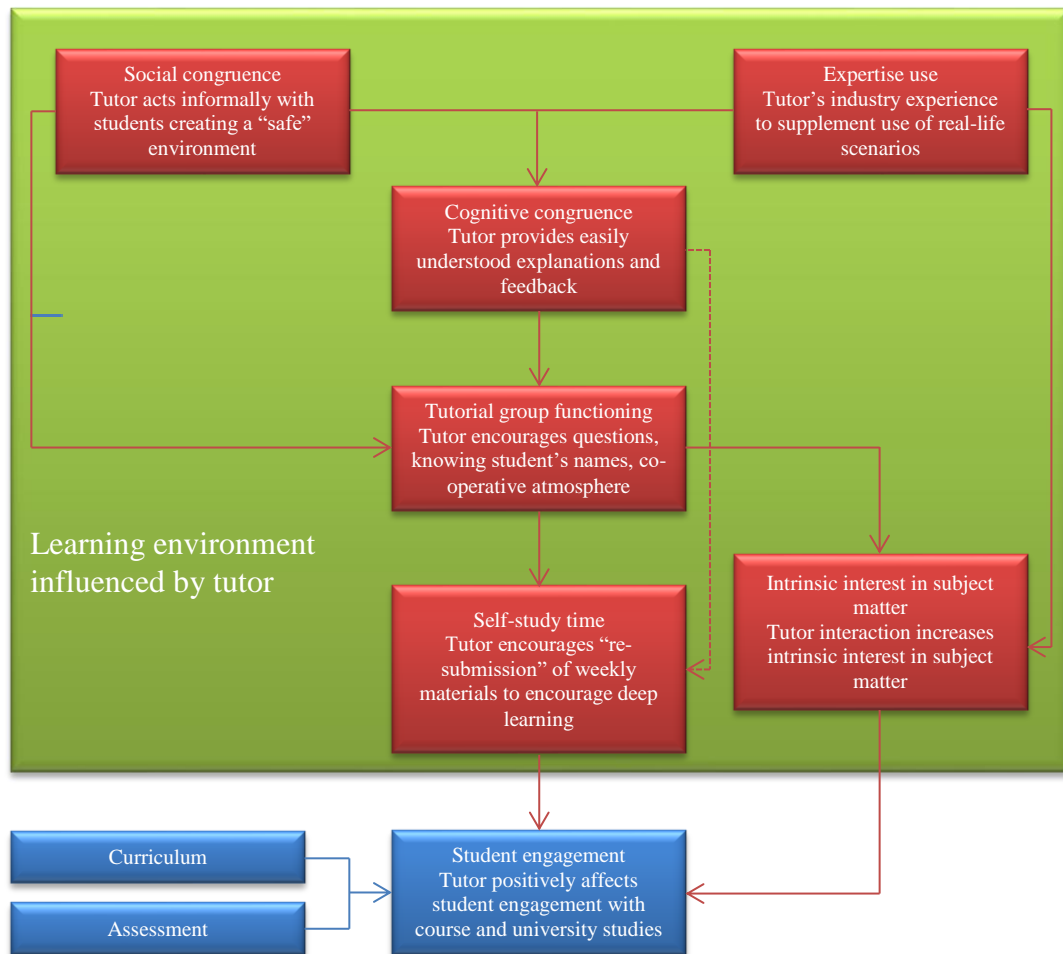 Social congruence
Tutor acts informally with
students creating a “safe”
environment
Expertise use
Tutor’s industry experience
to supplement use of real-life
scenarios
Cognitive congruence
Tutor provides easily
understood explanations and
feedback
Tutorial group functioning
Tutor encourages questions,
knowing student’s names, co-
operative atmosphere
Learning environment
influenced by tutor
Self-study time
Tutor encourages “re-
submission” of weekly
materials to encourage deep
learning
Intrinsic interest in subject
matter
Tutor interaction increases
intrinsic interest in subject
matter
Curriculum
Assessment
Student engagement
Tutor positively affects
student engagement with
course and university studies